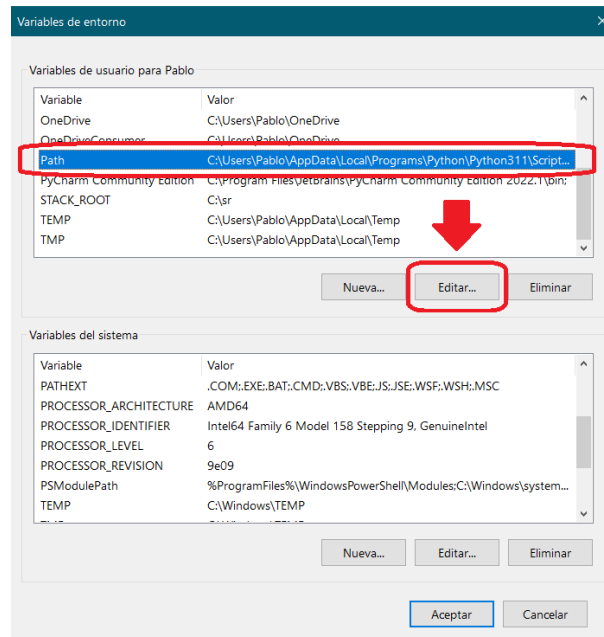 Variables de entorno
Variables de usuario para Pablo
Variable Valor
OneDrive C:\Users\Pablo\OneDrive
OneDriveConsumer C:\Users\Pablo\OneDrive
Path C:\Users\Pablo\AppData\Local\Programs\Python\Python311\Script...
PyCharm Community Edition C:\Program Files\JetBrains\PyCharm Community Edition 2022.1\bin;
STACK_ROOT C:\sr
TEMP C:\Users\Pablo\AppData\Local\Temp
TMP C:\Users\Pablo\AppData\Local\Temp
Nueva... Editar... Eliminar
Variables del sistema
Variable Valor
PATHEXT .COM;.EXE;.BAT;.CMD;.VBS;.VBE;.JS;.JSE;.WSF;.WSH;.MSC
PROCESSOR_ARCHITECTURE AMD64
PROCESSOR_IDENTIFIER Intel64 Family 6 Model 158 Stepping 9, GenuineIntel
PROCESSOR_LEVEL 6
PROCESSOR_REVISION 9e09
PSModulePath %ProgramFiles%\WindowsPowerShell\Modules;C:\Windows\system...
TEMP C:\Windows\TEMP
Nueva... Editar... Eliminar
Aceptar Cancelar